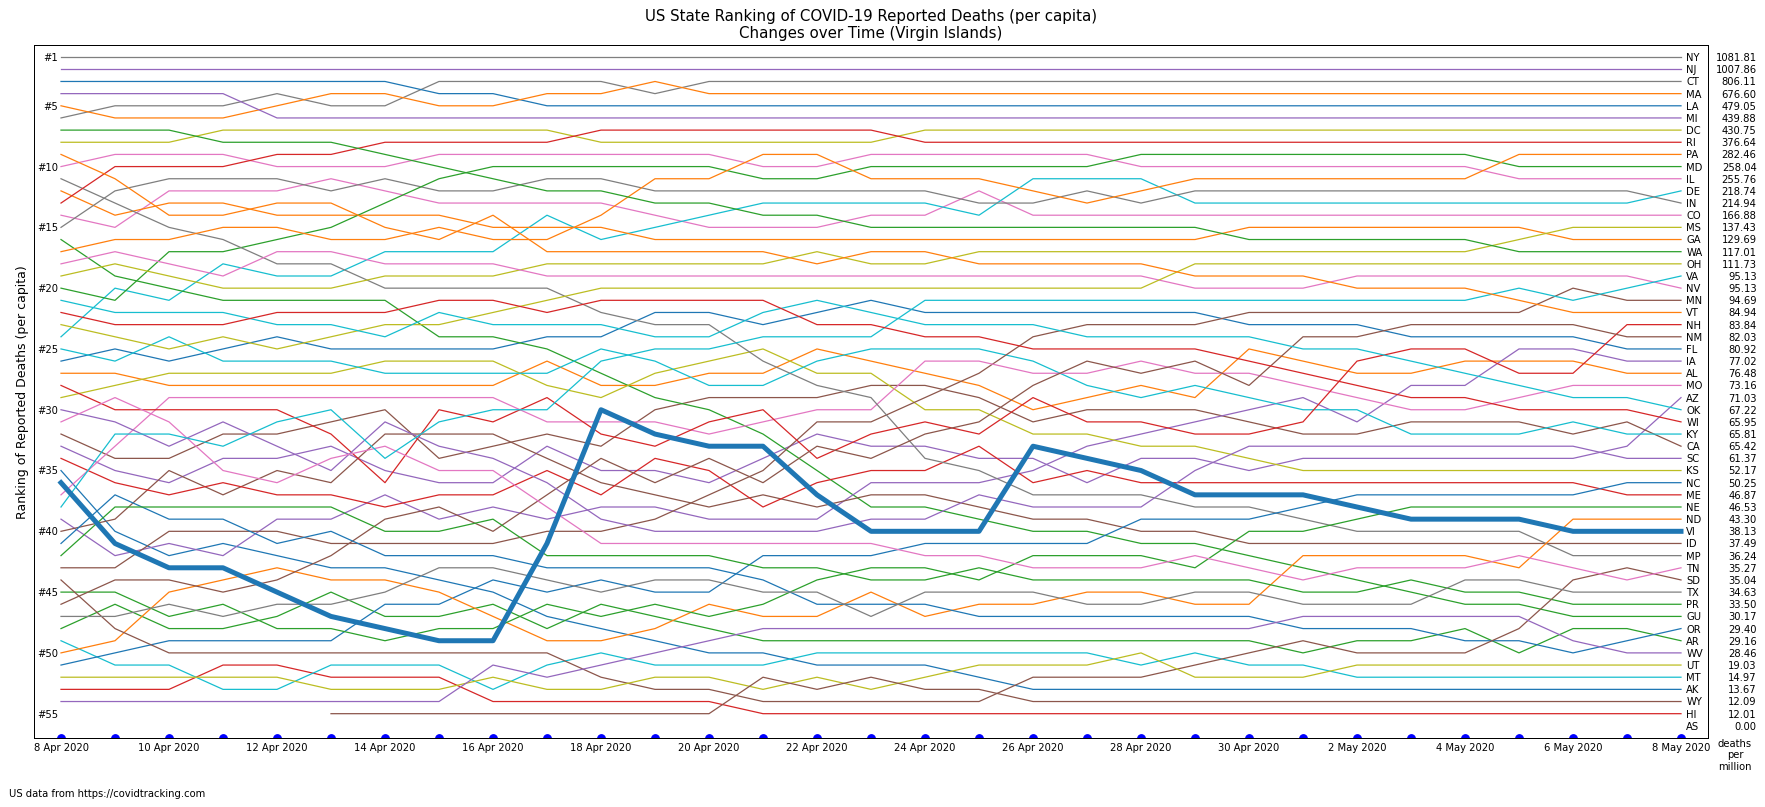 US State Ranking of COVID-19 Reported Deaths (per capita)
Changes over Time (Virgin Islands)
Ranking of Reported Deaths (per capita)
#1
#5
#10
#15
#20
#25
#30
#35
#40
#45
#50
#55
NY 1081.81
NJ 1007.86
CT 806.11
MA 676.60
LA 479.05
MI 439.88
DC 430.75
RI 376.64
PA 282.46
MD 258.04
IL 255.76
DE 218.74
IN 214.94
CO 166.88
MS 137.43
GA 129.69
WA 117.01
OH 111.73
VA 95.13
NV 95.13
MN 94.69
VT 84.94
NH 83.84
NM 82.03
FL 80.92
IA 77.02
AL 76.48
MO 73.16
AZ 71.03
OK 67.22
WI 65.95
KY 65.81
CA 65.42
SC 61.37
KS 52.17
NC 50.25
ME 46.87
NE 46.53
ND 43.30
VI 38.13
ID 37.49
MP 36.24
TN 35.27
SD 35.04
TX 34.63
PR 33.50
GU 30.17
OR 29.40
AR 29.16
WV 28.46
UT 19.03
MT 14.97
AK 13.67
WY 12.09
HI 12.01
AS 0.00
8 Apr 2020 10 Apr 2020 12 Apr 2020 14 Apr 2020 16 Apr 2020 18 Apr 2020 20 Apr 2020 22 Apr 2020 24 Apr 2020 26 Apr 2020 28 Apr 2020 30 Apr 2020 2 May 2020 4 May 2020 6 May 2020 8 May 2020
deaths
per
million
US data from https://covidtracking.com